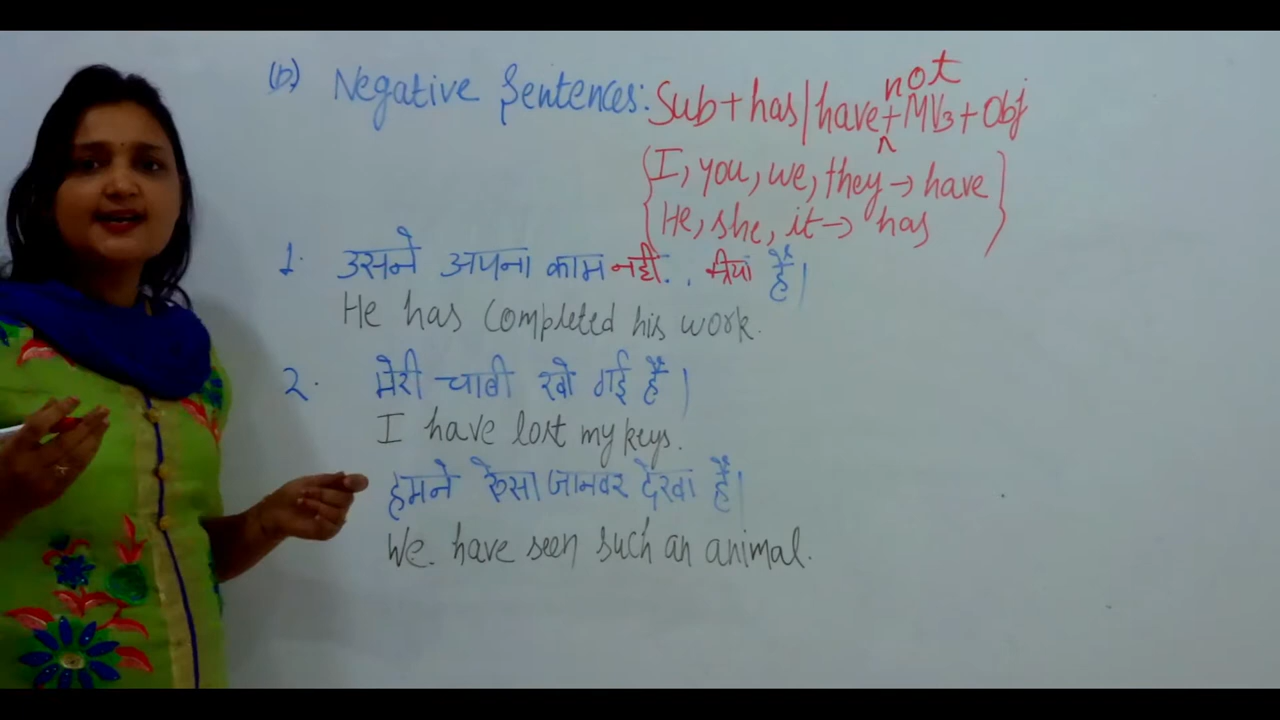 (b) Negative Sentences: Sub + has/have + not MV3 + Obj
{I, you, we, they → have}
{He, she, it → has}
1. उसने अपना काम नहीं किया है।
He has completed his work.
2. मेरी चाबी खो गई है।
I have lost my keys.
हमने ऐसा जानवर देखा है।
We have seen such an animal.